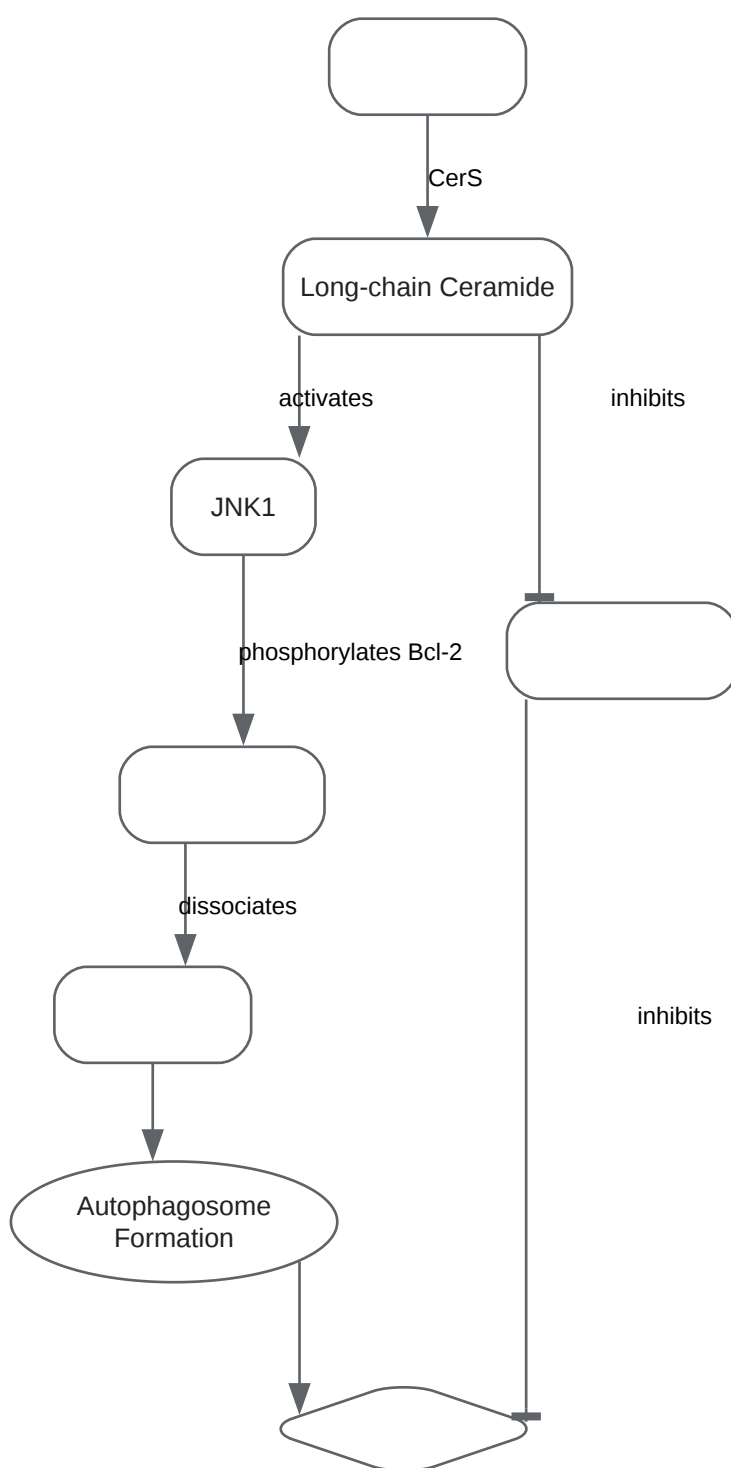 CerS
Long-chain Ceramide
activates
inhibits
JNK1
phosphorylates Bcl-2
dissociates
inhibits
Autophagosome
Formation